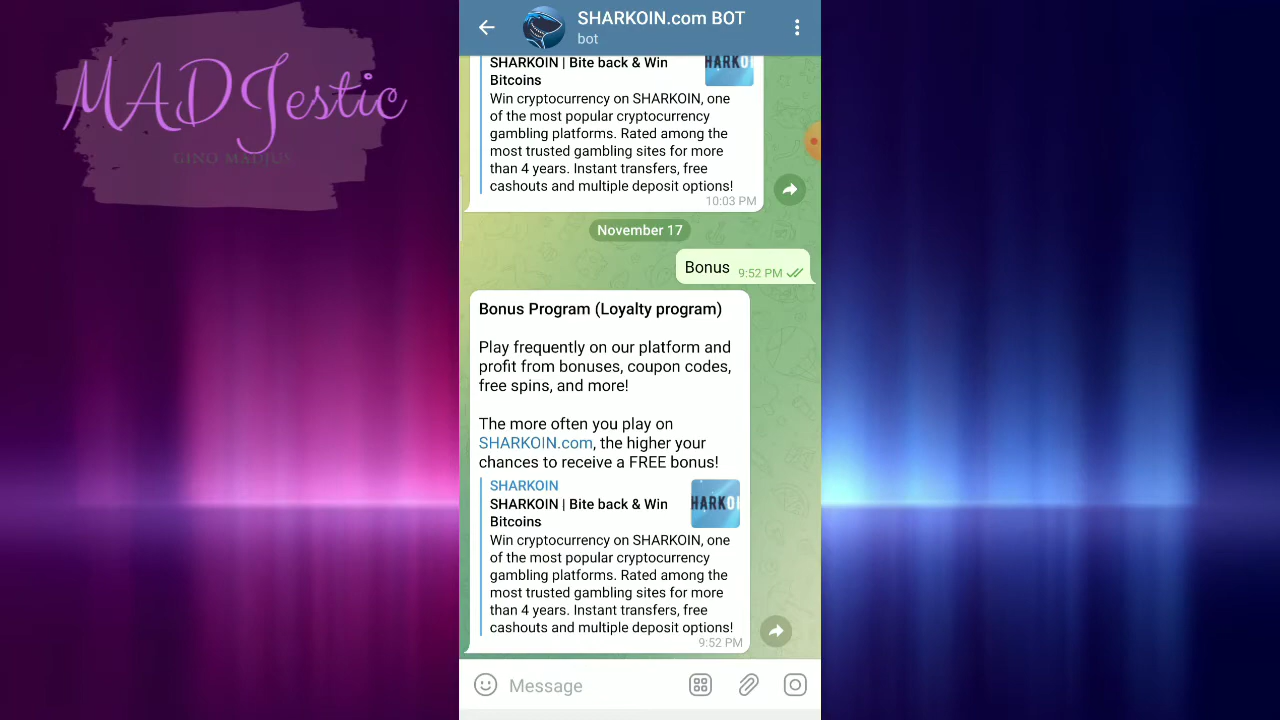 MADJestic
GINO MADJUS
SHARKOIN.com BOT
bot
SHARKOIN | Bite back & Win
Bitcoins
HARKO
Win cryptocurrency on SHARKOIN, one
of the most popular cryptocurrency
gambling platforms. Rated among the
most trusted gambling sites for more
than 4 years. Instant transfers, free
cashouts and multiple deposit options!
10:03 PM
November 17
Bonus 9:52 PM
Bonus Program (Loyalty program)
Play frequently on our platform and
profit from bonuses, coupon codes,
free spins, and more!
The more often you play on
SHARKOIN.com, the higher your
chances to receive a FREE bonus!
SHARKOIN
SHARKOIN | Bite back & Win
Bitcoins
HARKO
Win cryptocurrency on SHARKOIN, one
of the most popular cryptocurrency
gambling platforms. Rated among the
most trusted gambling sites for more
than 4 years. Instant transfers, free
cashouts and multiple deposit options!
9:52 PM
Message